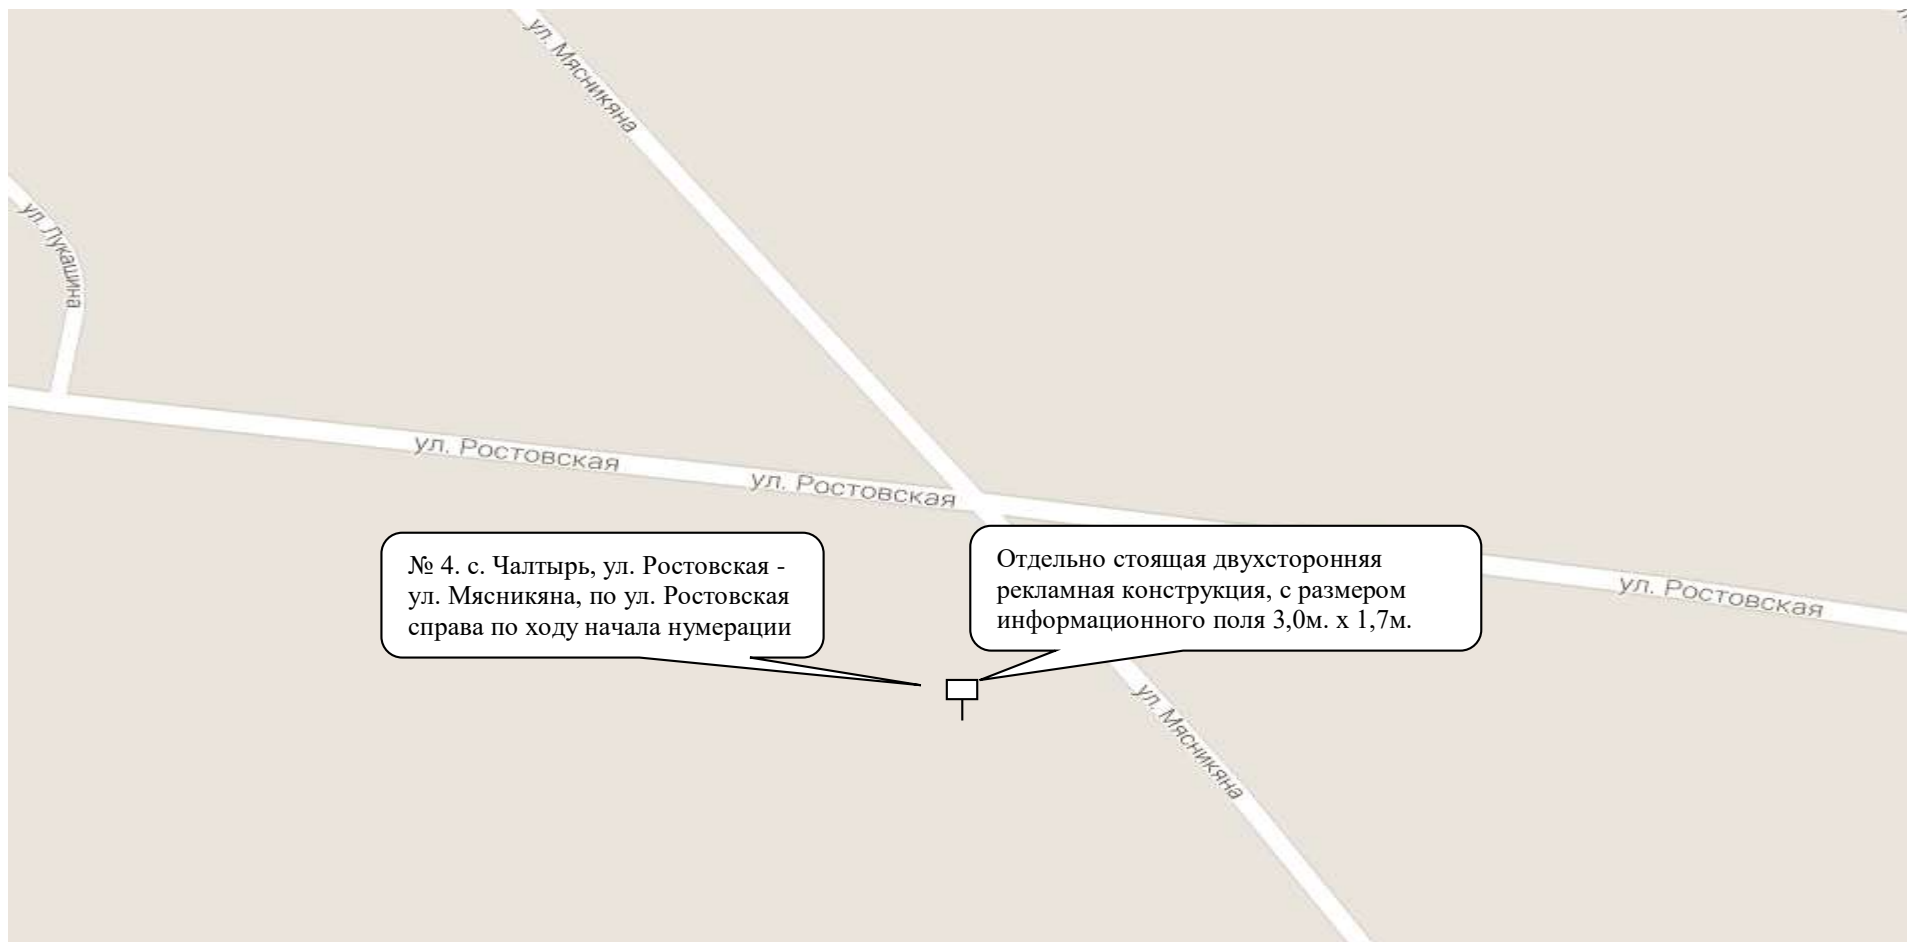 ул. Мясникяна
ул. Лукашина
ул. Ростовская
ул. Ростовская
№ 4. с. Чалтырь, ул. Ростовская -
ул. Мясникяна, по ул. Ростовская
справа по ходу начала нумерации
Отдельно стоящая двухсторонняя
рекламная конструкция, с размером
информационного поля 3,0м. х 1,7м.
ул. Ростовская
ул. Мясникяна